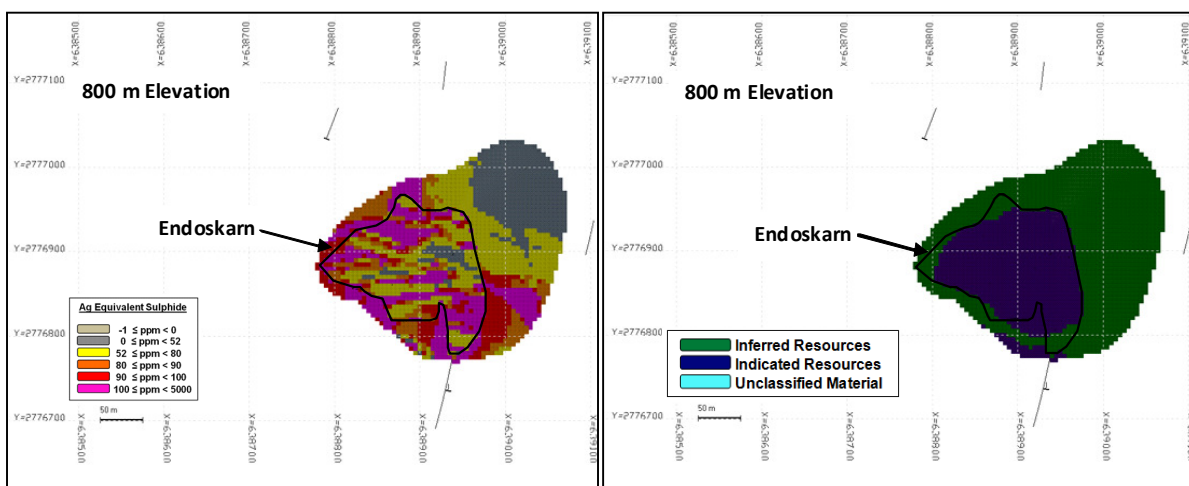 X=638500
X=638600
X=638700
X=638800
X=638900
X=639000
X=639100
Y=2777100
800 m Elevation
Y=2777000
Endoskarn
Y=2776900
Ag Equivalent Sulphide
-1 ≤ ppm < 0
0 ≤ ppm < 52
52 ≤ ppm < 80
80 ≤ ppm < 90
90 ≤ ppm < 100
100 ≤ ppm < 5000
Y=2776800
50 m
Y=2776700
X=638500
X=638600
X=638700
X=638800
X=638900
X=639000
X=639100
X=638500
X=638600
X=638700
X=638800
X=638900
X=639000
X=639100
Y=2777100
800 m Elevation
Y=2777000
Endoskarn
Y=2776900
Y=2776800
Inferred Resources
Indicated Resources
Unclassified Material
50 m
Y=2776700
X=638500
X=638600
X=638700
X=638800
X=638900
X=639000
X=639100